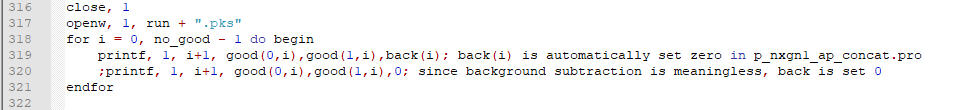 316 close, 1
317 openw, 1, run + ".pks"
318 for i = 0, no_good - 1 do begin
319 printf, 1, i+1, good(0,i),good(1,i),back(i); back(i) is automatically set zero in p_nxgnl_ap_concat.pro
320 ;printf, 1, i+1, good(0,i),good(1,i),0; since background subtraction is meaningless, back is set 0
321 endfor
322